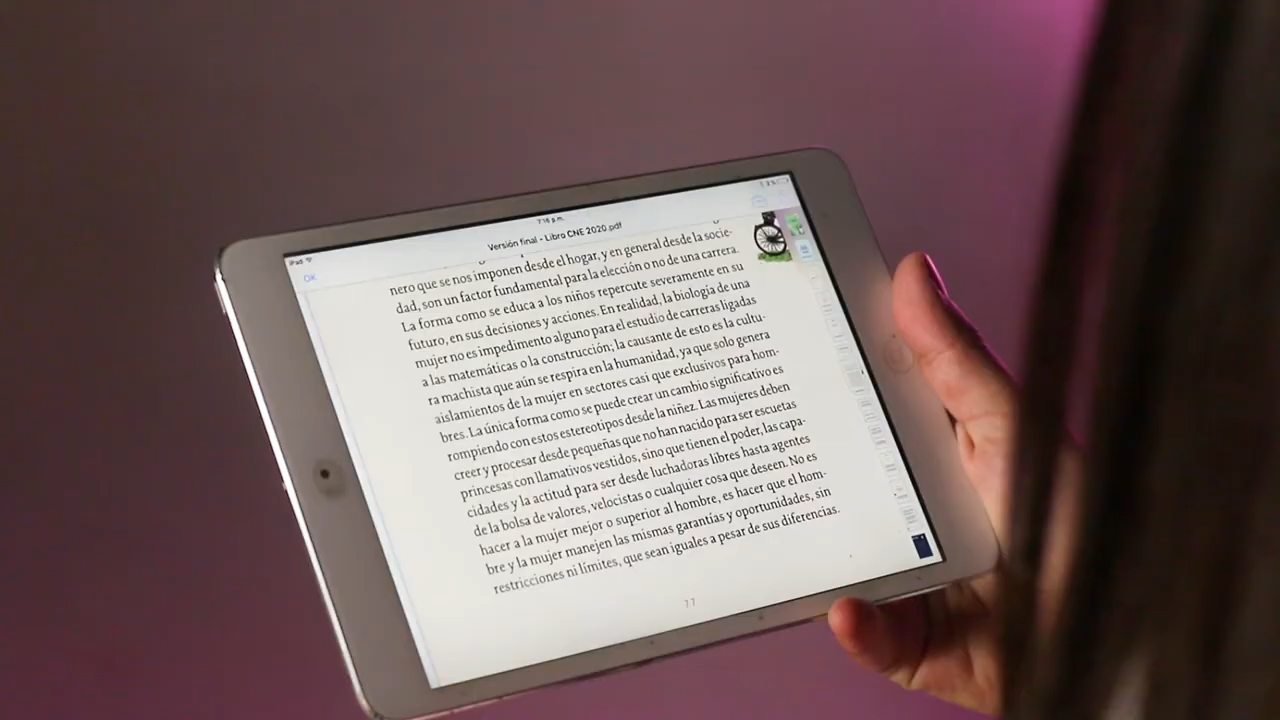 iPad
7:16 p.m.
OK
Versión final - Libro CNE 2020.pdf
nero que se nos imponen desde el hogar, y en general desde la socie-
dad, son un factor fundamental para la elección o no de una carrera.
La forma como se educa a los niños repercute severamente en su
futuro, en sus decisiones y acciones. En realidad, la biología de una
mujer no es impedimento alguno para el estudio de carreras ligadas
a las matemáticas o la construcción; la causante de esto es la cultu-
ra machista que aún se respira en la humanidad, ya que solo genera
aislamientos de la mujer en sectores casi que exclusivos para hom-
bres. La única forma como se puede crear un cambio significativo es
rompiendo con estos estereotipos desde la niñez. Las mujeres deben
creer y procesar desde pequeñas que no han nacido para ser escuetas
princesas con llamativos vestidos, sino que tienen el poder, las capa-
cidades y la actitud para ser desde luchadoras libres hasta agentes
de la bolsa de valores, velocistas o cualquier cosa que deseen. No es
hacer a la mujer mejor o superior al hombre, es hacer que el hom-
bre y la mujer manejen las mismas garantías y oportunidades, sin
restricciones ni límites, que sean iguales a pesar de sus diferencias.
77